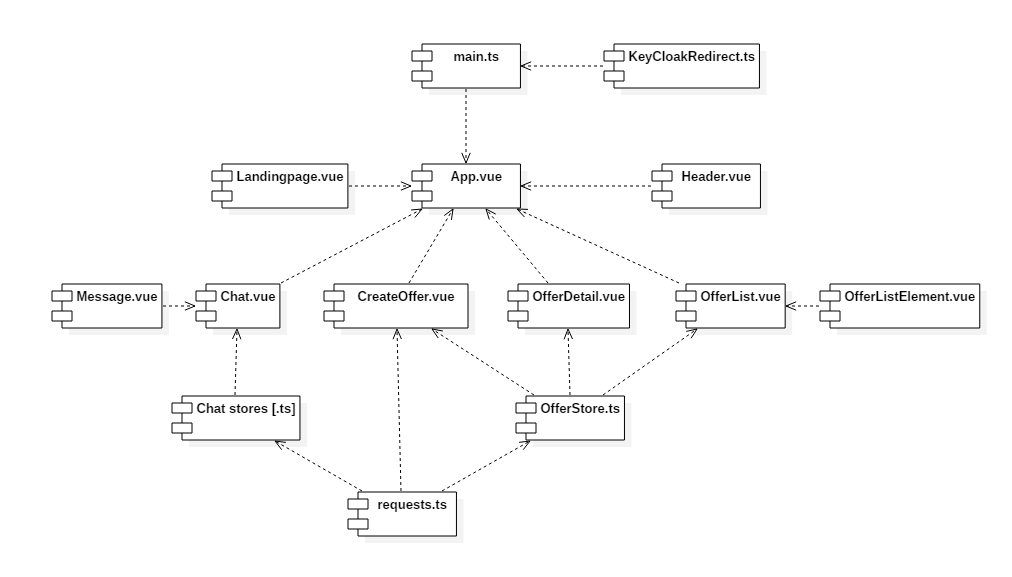 main.ts
KeyCloakRedirect.ts
Landingpage.vue
App.vue
Header.vue
Message.vue
Chat.vue
CreateOffer.vue
OfferDetail.vue
OfferList.vue
OfferListElement.vue
Chat stores [.ts]
OfferStore.ts
requests.ts